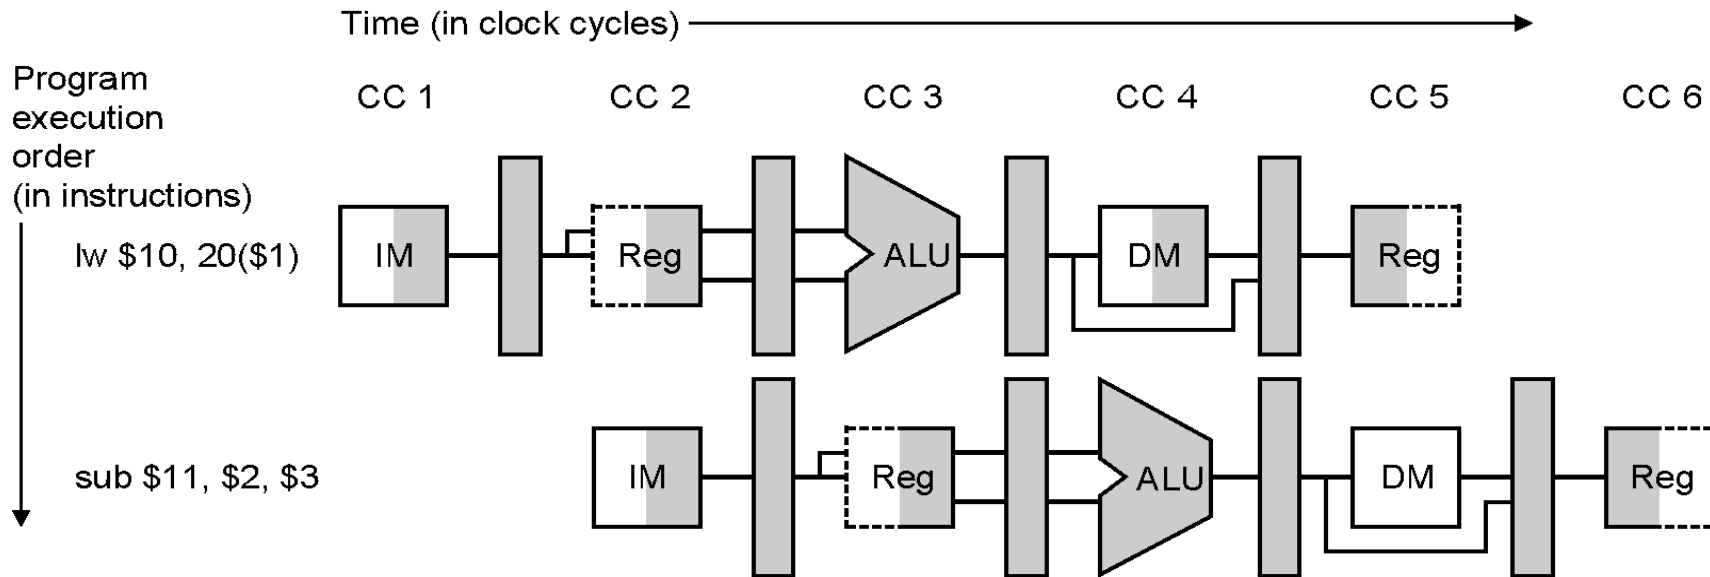 Time (in clock cycles)
Program
execution
order
(in instructions)
CC 1 CC 2 CC 3 CC 4 CC 5 CC 6
lw $10, 20($1)
IM Reg ALU DM Reg
sub $11, $2, $3
IM Reg ALU DM Reg